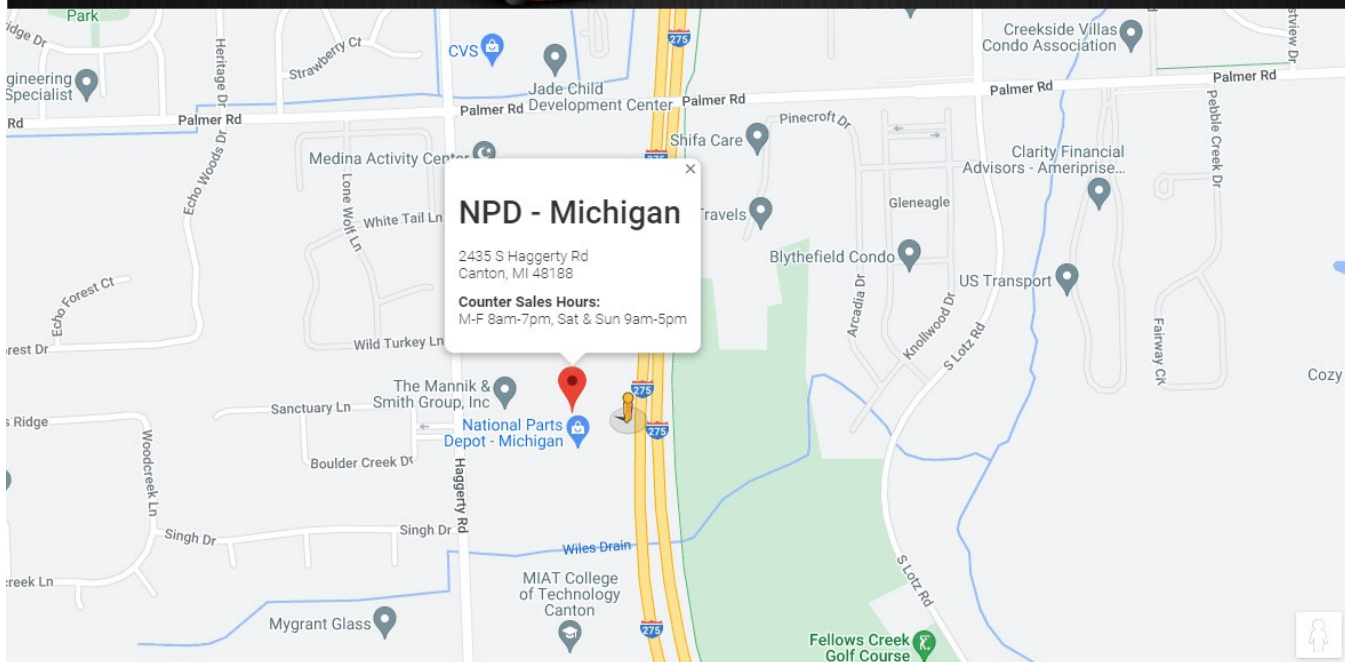 Park
275
Creekside Villas
Condo Association
CVS
Heritage Dr
Strawberry Ct
Jade Child
Development Center
Palmer Rd
Palmer Rd
Palmer Rd
Palmer Rd
Palmer Rd
Rd
Specialist
Pinecroft Dr
Shifa Care
Medina Activity Center
275
Clarity Financial
Advisors - Ameriprise...
Pebble Creek Dr
Echo Woods Dr
Lone Wolf Ln
White Tail Ln
Gleneagle
×
NPD - Michigan
2435 S Haggerty Rd
Canton, MI 48188
Counter Sales Hours:
M-F 8am-7pm, Sat & Sun 9am-5pm
Travels
Blythefield Condo
US Transport
Echo Forest Ct
Arcadia Dr
Knollwood Dr
S Lotz Rd
Fairway Ct
Wild Turkey Ln
The Mannik &
Smith Group, Inc
275
Cozy
Sanctuary Ln
National Parts
Depot - Michigan
275
Ridge
Boulder Creek Dr
Woodcreek Ln
Haggerty Rd
Singh Dr
Singh Dr
Wiles Drain
S Lotz Rd
MIAT College
of Technology
Canton
Mygrant Glass
275
Fellows Creek
Golf Course